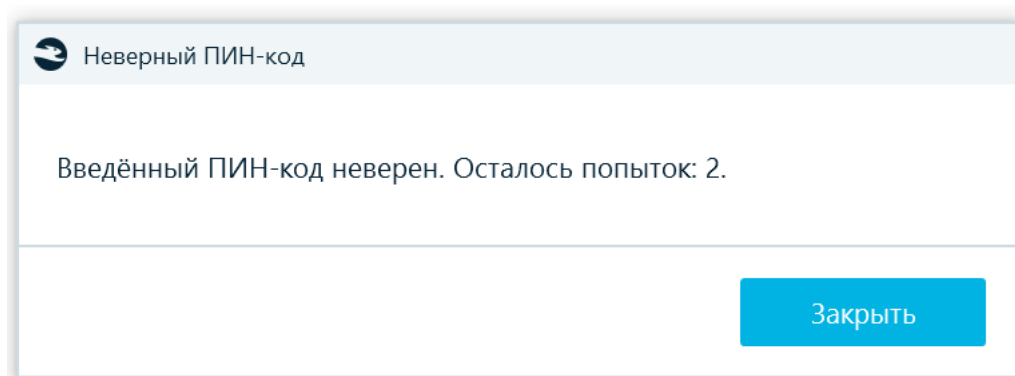 Неверный ПИН-код
Введённый ПИН-код неверен. Осталось попыток: 2.
Закрыть